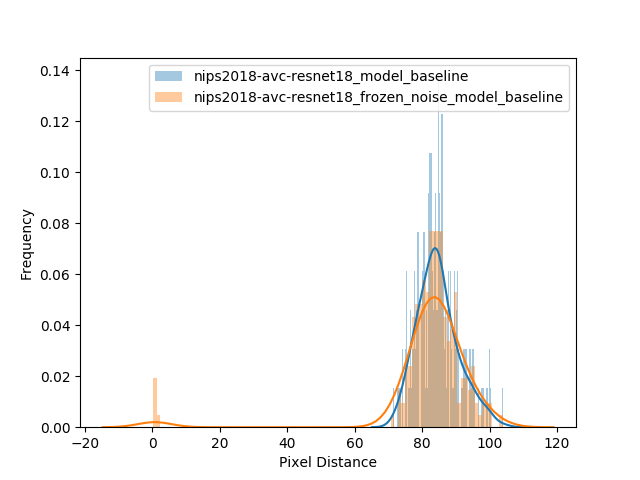 nips2018-avc-resnet18_model_baseline
nips2018-avc-resnet18_frozen_noise_model_baseline
0.14
0.12
0.10
0.08
0.06
0.04
0.02
0.00
Frequency
−20 0 20 40 60 80 100 120
Pixel Distance